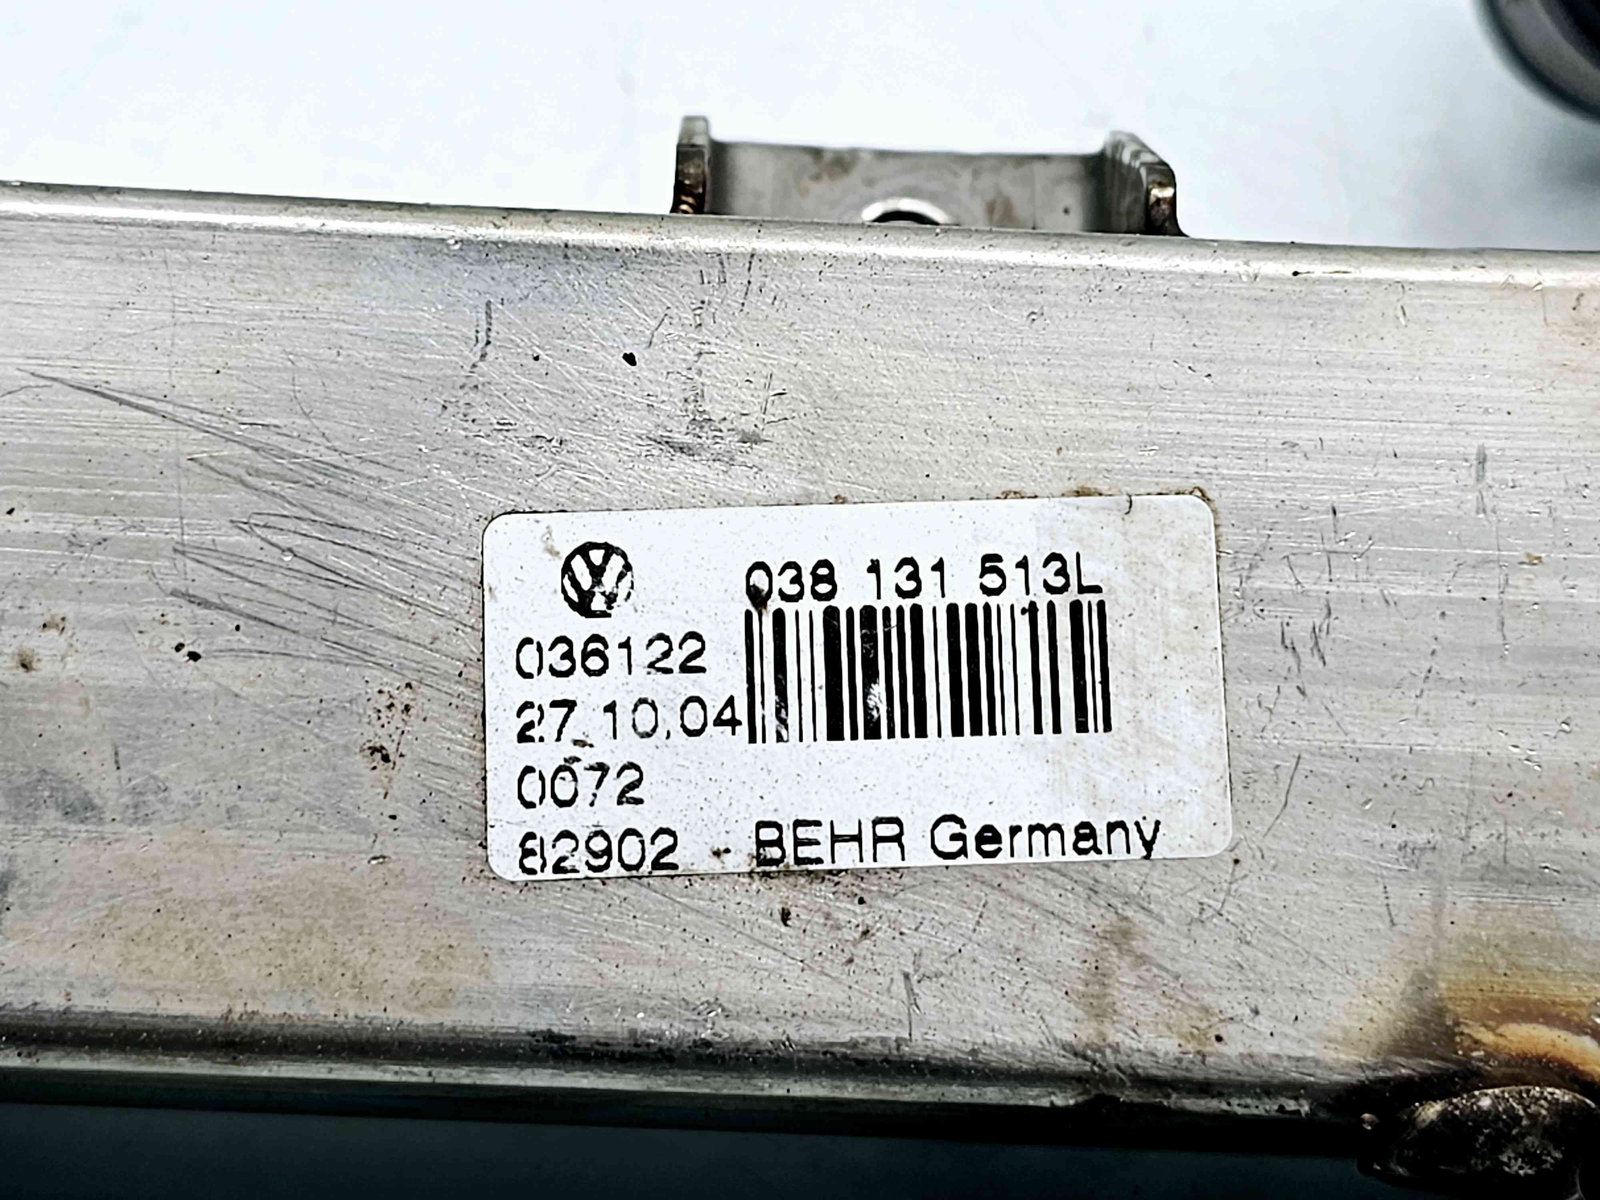 038 131 513L
036122
27.10.04
0072
82902 BEHR Germany